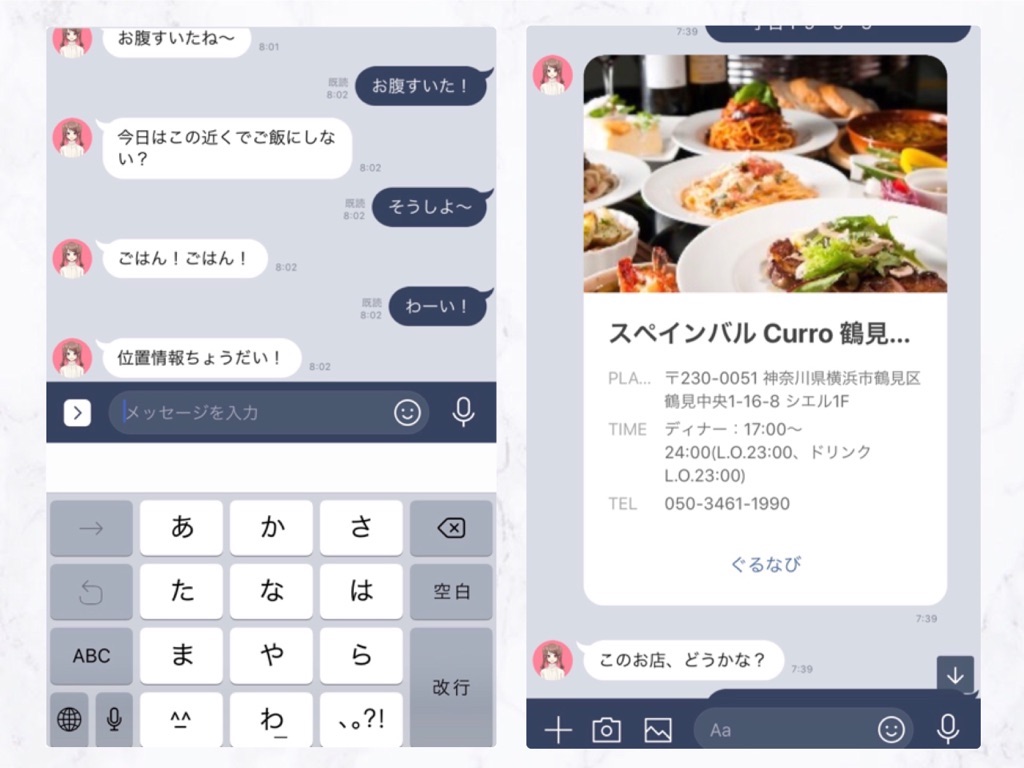 お腹すいたね〜
8:01
既読
8:02
お腹すいた！
今日はこの近くでご飯にしな
い？
8:02
既読
8:02
そうしよ〜
ごはん！ごはん！
8:02
既読
8:02
わーい！
位置情報ちょうだい！
8:02
メッセージを入力
→ あ か さ
た な は 空白
ABC ま や ら
改行
^^ わ_ 、。?!
7:39
スペインバル Curro 鶴見...
PLA... 〒230-0051 神奈川県横浜市鶴見区
鶴見中央1-16-8 シエル1F
TIME ディナー：17:00〜
24:00(L.O.23:00、ドリンク
L.O.23:00)
TEL 050-3461-1990
ぐるなび
7:39
このお店、どうかな？
7:39
Aa